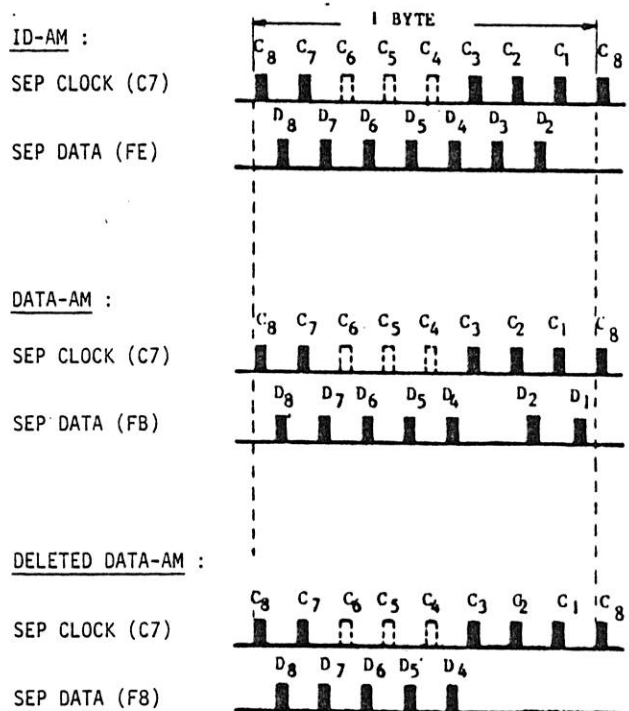 1 BYTE
ID-AM :
C8 C7 C6 C5 C4 C3 C2 C1 C8
SEP CLOCK (C7)
D8 D7 D6 D5 D4 D3 D2
SEP DATA (FE)
DATA-AM :
C8 C7 C6 C5 C4 C3 C2 C1 C8
SEP CLOCK (C7)
D8 D7 D6 D5 D4 D2 D1
SEP DATA (FB)
DELETED DATA-AM :
C8 C7 C6 C5 C4 C3 C2 C1 C8
SEP CLOCK (C7)
D8 D7 D6 D5 D4
SEP DATA (F8)